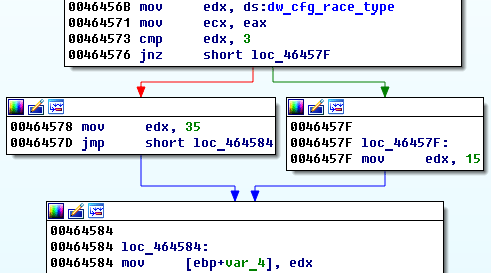 0046456B mov edx, ds:dw_cfg_race_type
00464571 mov ecx, eax
00464573 cmp edx, 3
00464576 jnz short loc_46457F
00464578 mov edx, 35
0046457D jmp short loc_464584
0046457F
0046457F loc_46457F:
0046457F mov edx, 15
00464584
00464584 loc_464584:
00464584 mov [ebp+var_4], edx